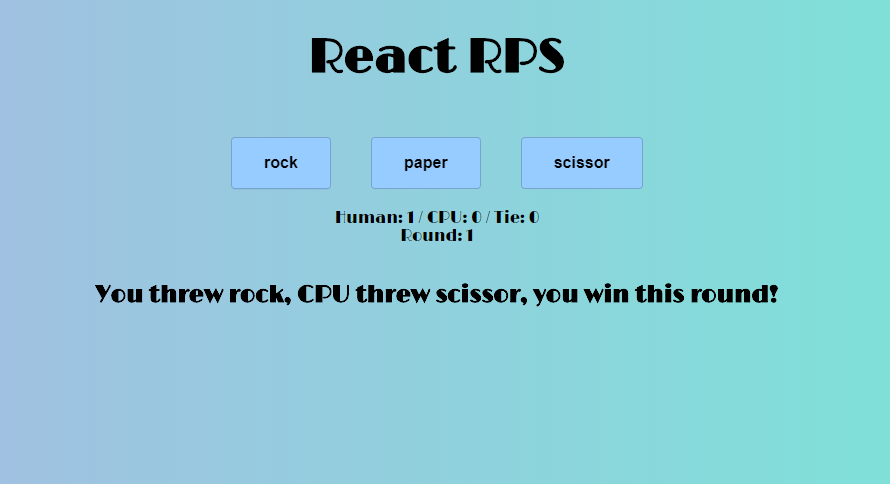 React RPS
rock paper scissor
Human: 1 / CPU: 0 / Tie: 0
Round: 1
You threw rock, CPU threw scissor, you win this round!